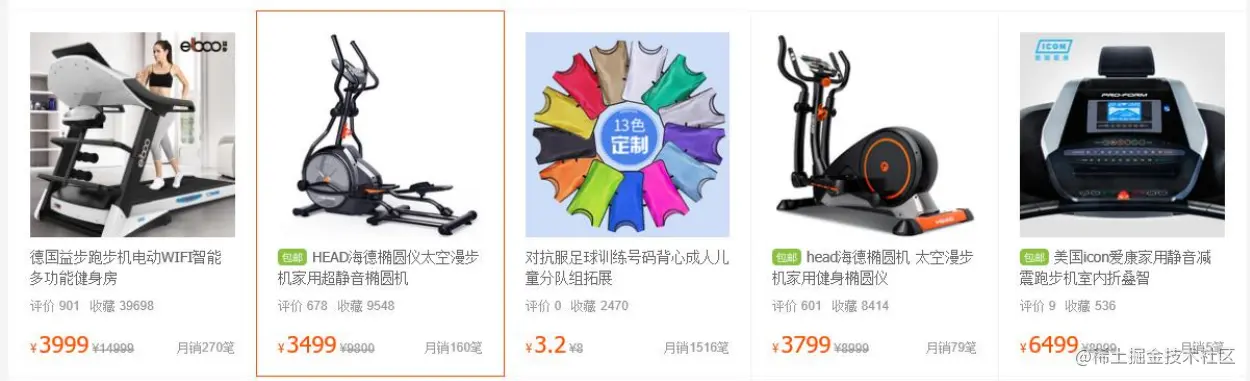 elboo
elboo
德国益步跑步机电动WIFI智能
多功能健身房
评价 901 收藏 39698
¥3999 ¥14999 月销270笔
包邮 HEAD海德椭圆仪太空漫步
机家用超静音椭圆机
评价 678 收藏 9548
¥3499 ¥9800 月销160笔
13色
定制
对抗服足球训练号码背心成人儿
童分队组拓展
评价 0 收藏 2470
¥3.2 ¥8 月销1516笔
HEAD
包邮 head海德椭圆机 太空漫步
机家用健身椭圆仪
评价 601 收藏 8414
¥3799 ¥8999 月销79笔
ICON
PRO-FORM
包邮 美国icon爱康家用静音减
震跑步机室内折叠智
评价 9 收藏 536
¥6499 ¥8099 月销5笔
@稀土掘金技术社区